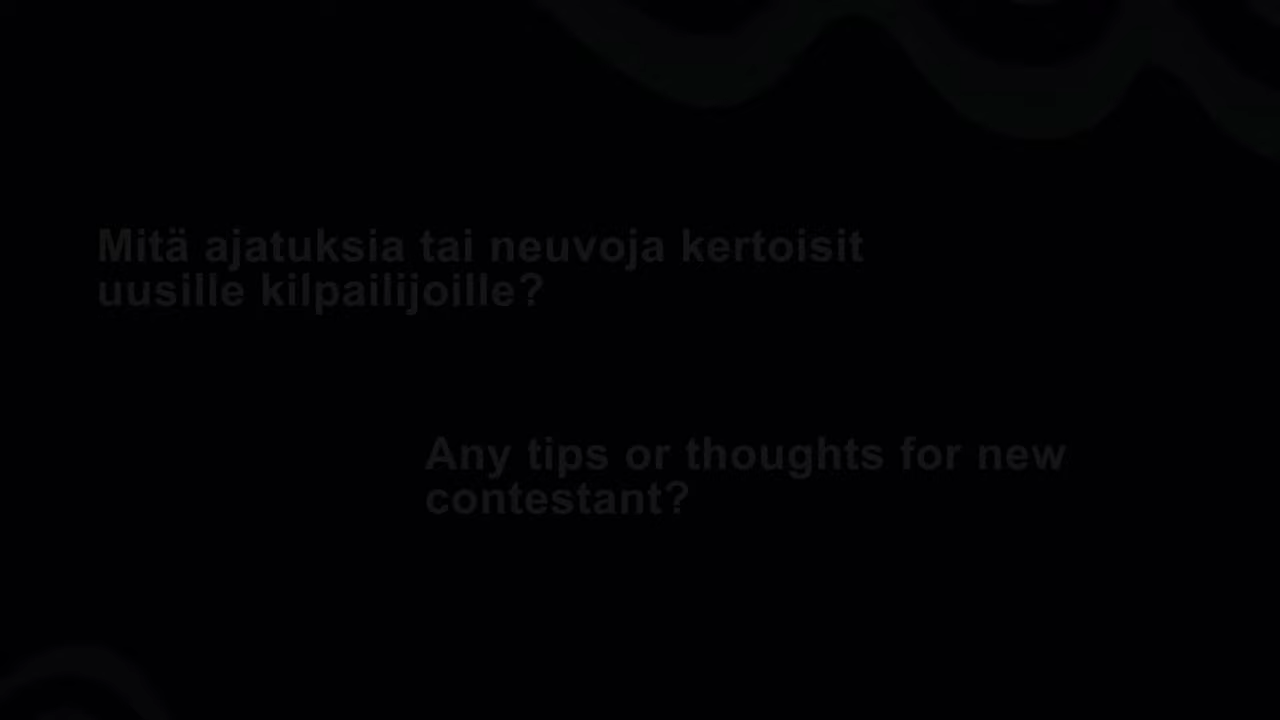 Mitä ajatuksia tai neuvoja kertoisit
uusille kilpailijoille?
Any tips or thoughts for new
contestant?